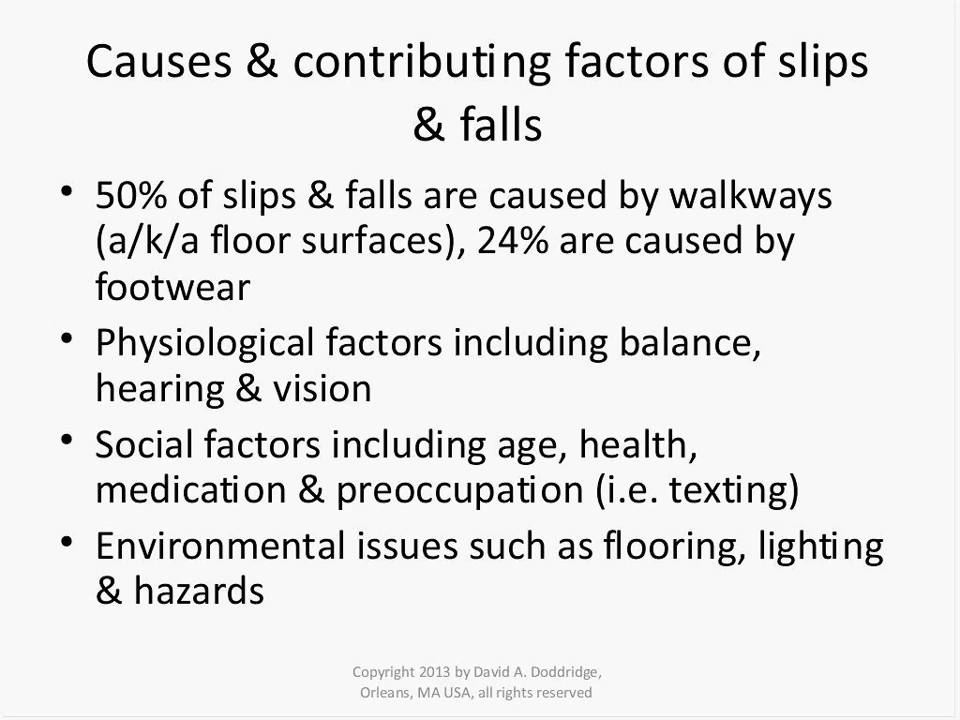 Causes & contributing factors of slips
& falls
• 50% of slips & falls are caused by walkways
(a/k/a floor surfaces), 24% are caused by
footwear
• Physiological factors including balance,
hearing & vision
• Social factors including age, health,
medication & preoccupation (i.e. texting)
• Environmental issues such as flooring, lighting
& hazards
Copyright 2013 by David A. Doddridge,
Orleans, MA USA, all rights reserved